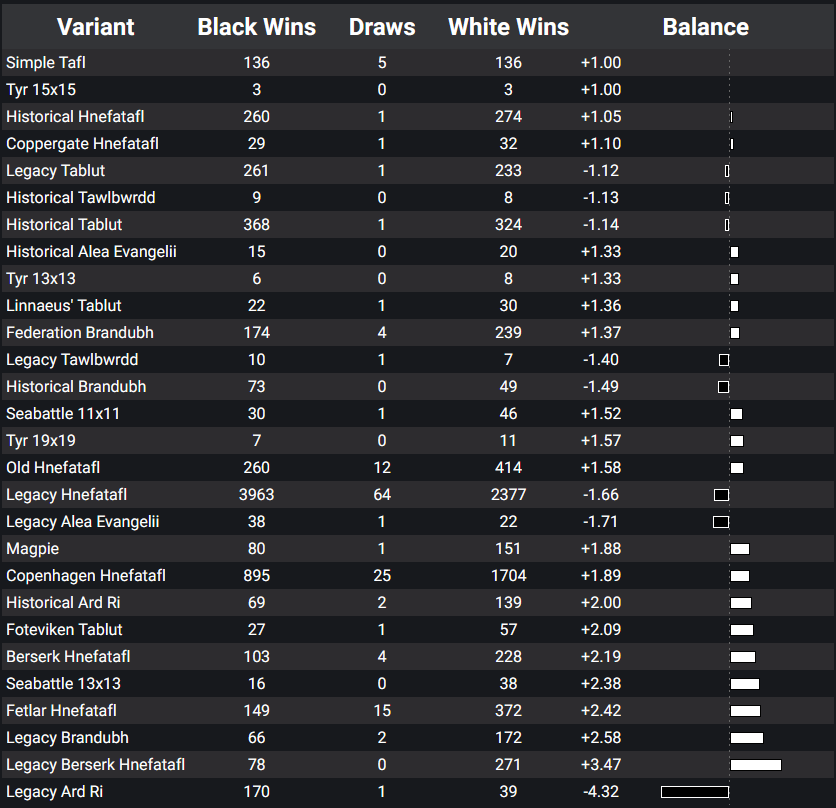 Variant Black Wins Draws White Wins Balance
Simple Tafl 136 5 136 +1.00
Tyr 15x15 3 0 3 +1.00
Historical Hnefatafl 260 1 274 +1.05
Coppergate Hnefatafl 29 1 32 +1.10
Legacy Tablut 261 1 233 -1.12
Historical Tawlbwrdd 9 0 8 -1.13
Historical Tablut 368 1 324 -1.14
Historical Alea Evangelii 15 0 20 +1.33
Tyr 13x13 6 0 8 +1.33
Linnaeus' Tablut 22 1 30 +1.36
Federation Brandubh 174 4 239 +1.37
Legacy Tawlbwrdd 10 1 7 -1.40
Historical Brandubh 73 0 49 -1.49
Seabattle 11x11 30 1 46 +1.52
Tyr 19x19 7 0 11 +1.57
Old Hnefatafl 260 12 414 +1.58
Legacy Hnefatafl 3963 64 2377 -1.66
Legacy Alea Evangelii 38 1 22 -1.71
Magpie 80 1 151 +1.88
Copenhagen Hnefatafl 895 25 1704 +1.89
Historical Ard Ri 69 2 139 +2.00
Foteviken Tablut 27 1 57 +2.09
Berserk Hnefatafl 103 4 228 +2.19
Seabattle 13x13 16 0 38 +2.38
Fetlar Hnefatafl 149 15 372 +2.42
Legacy Brandubh 66 2 172 +2.58
Legacy Berserk Hnefatafl 78 0 271 +3.47
Legacy Ard Ri 170 1 39 -4.32